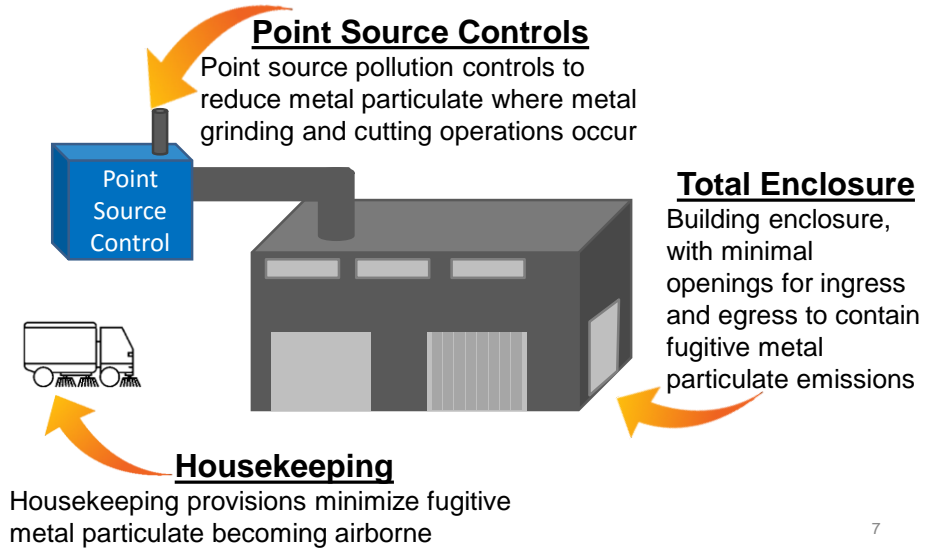 Point Source Controls
Point source pollution controls to
reduce metal particulate where metal
grinding and cutting operations occur
Point
Source
Control
Total Enclosure
Building enclosure,
with minimal
openings for ingress
and egress to contain
fugitive metal
particulate emissions
Housekeeping
Housekeeping provisions minimize fugitive
metal particulate becoming airborne
7